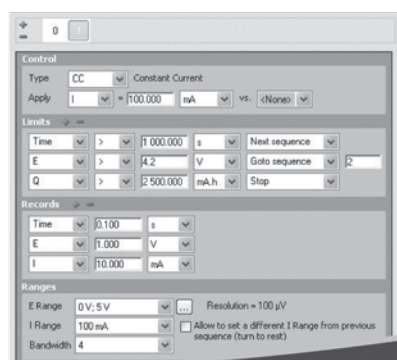 0 1
Control
Type CC Constant Current
Apply I = 100.000 mA vs. <None>
Limits
Time > 1 000.000 s Next sequence
E > 4.2 V Goto sequence 2
Q > 2 500.000 mA.h Stop
Records
Time 0.100 s
E 1.000 V
I 10.000 mA
Ranges
E Range 0 V; 5 V ... Resolution = 100 µV
I Range 100 mA Allow to set a different I Range from previous
sequence (turn to rest)
Bandwidth 4